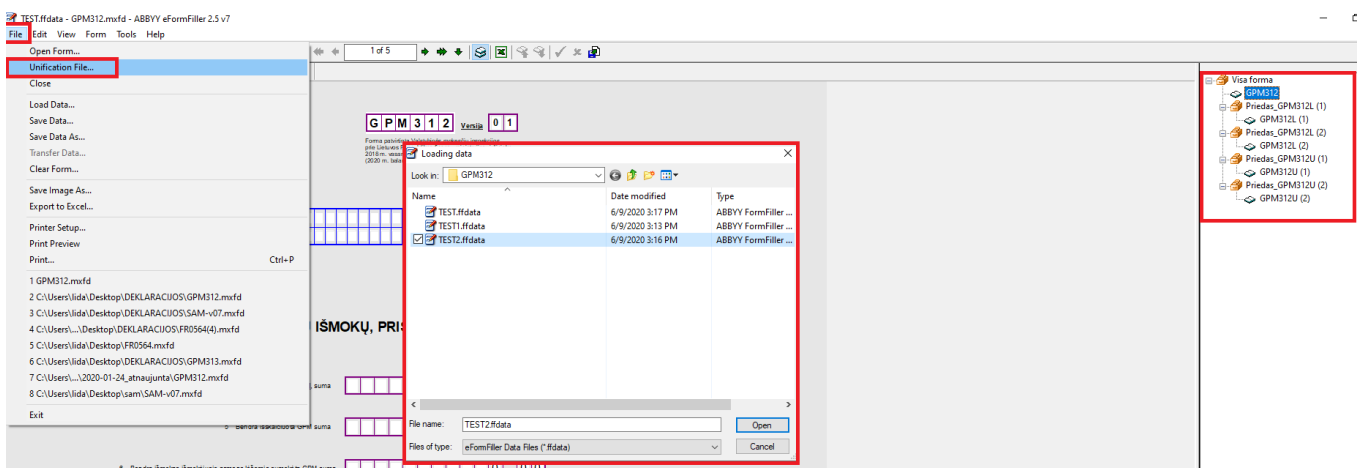 TEST.ffdata - GPM312.mxfd - ABBYY eFormFiller 2.5 v7
File Edit View Form Tools Help
Open Form...
Unification File...
Close
Load Data...
Save Data...
Save Data As...
Transfer Data...
Clear Form...
Save Image As...
Export to Excel...
Printer Setup...
Print Preview
Print... Ctrl+P
1 GPM312.mxfd
2 C:\Users\lida\Desktop\DEKLARACIJOS\GPM312.mxfd
3 C:\Users\lida\Desktop\DEKLARACIJOS\SAM-v07.mxfd
4 C:\Users\...\Desktop\DEKLARACIJOS\FR0564(4).mxfd
5 C:\Users\lida\Desktop\FR0564.mxfd
6 C:\Users\lida\Desktop\DEKLARACIJOS\GPM313.mxfd
7 C:\Users\...\2020-01-24_atnaujunta\GPM312.mxfd
8 C:\Users\lida\Desktop\sam\SAM-v07.mxfd
Exit
1 of 5
GPM312 Versija 01
Forma patvirtinta
prie Lietuvos
2018 m.
(2020 m.
IŠMOKŲ,
suma
GPM suma
Loading data
Look in: GPM312
Name Date modified Type
TEST.ffdata 6/9/2020 3:17 PM ABBYY FormFiller ...
TEST1.ffdata 6/9/2020 3:13 PM ABBYY FormFiller ...
TEST2.ffdata 6/9/2020 3:16 PM ABBYY FormFiller ...
File name: TEST2.ffdata Open
Files of type: eFormFiller Data Files (*.ffdata) Cancel
Visa forma
GPM312
Priedas_GPM312L (1)
GPM312L (1)
Priedas_GPM312L (2)
GPM312L (2)
Priedas_GPM312U (1)
GPM312U (1)
Priedas_GPM312U (2)
GPM312U (2)